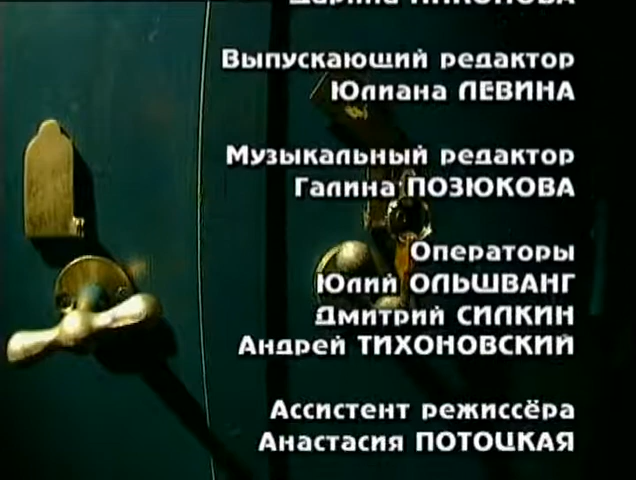 Выпускающий редактор
Юлиана ЛЕВИНА
Музыкальный редактор
Галина ПОЗЮКОВА
Операторы
Юлий ОЛЬШВАНГ
Дмитрий СИЛКИН
Андрей ТИХОНОВСКИЙ
Ассистент режиссёра
Анастасия ПОТОЦКАЯ